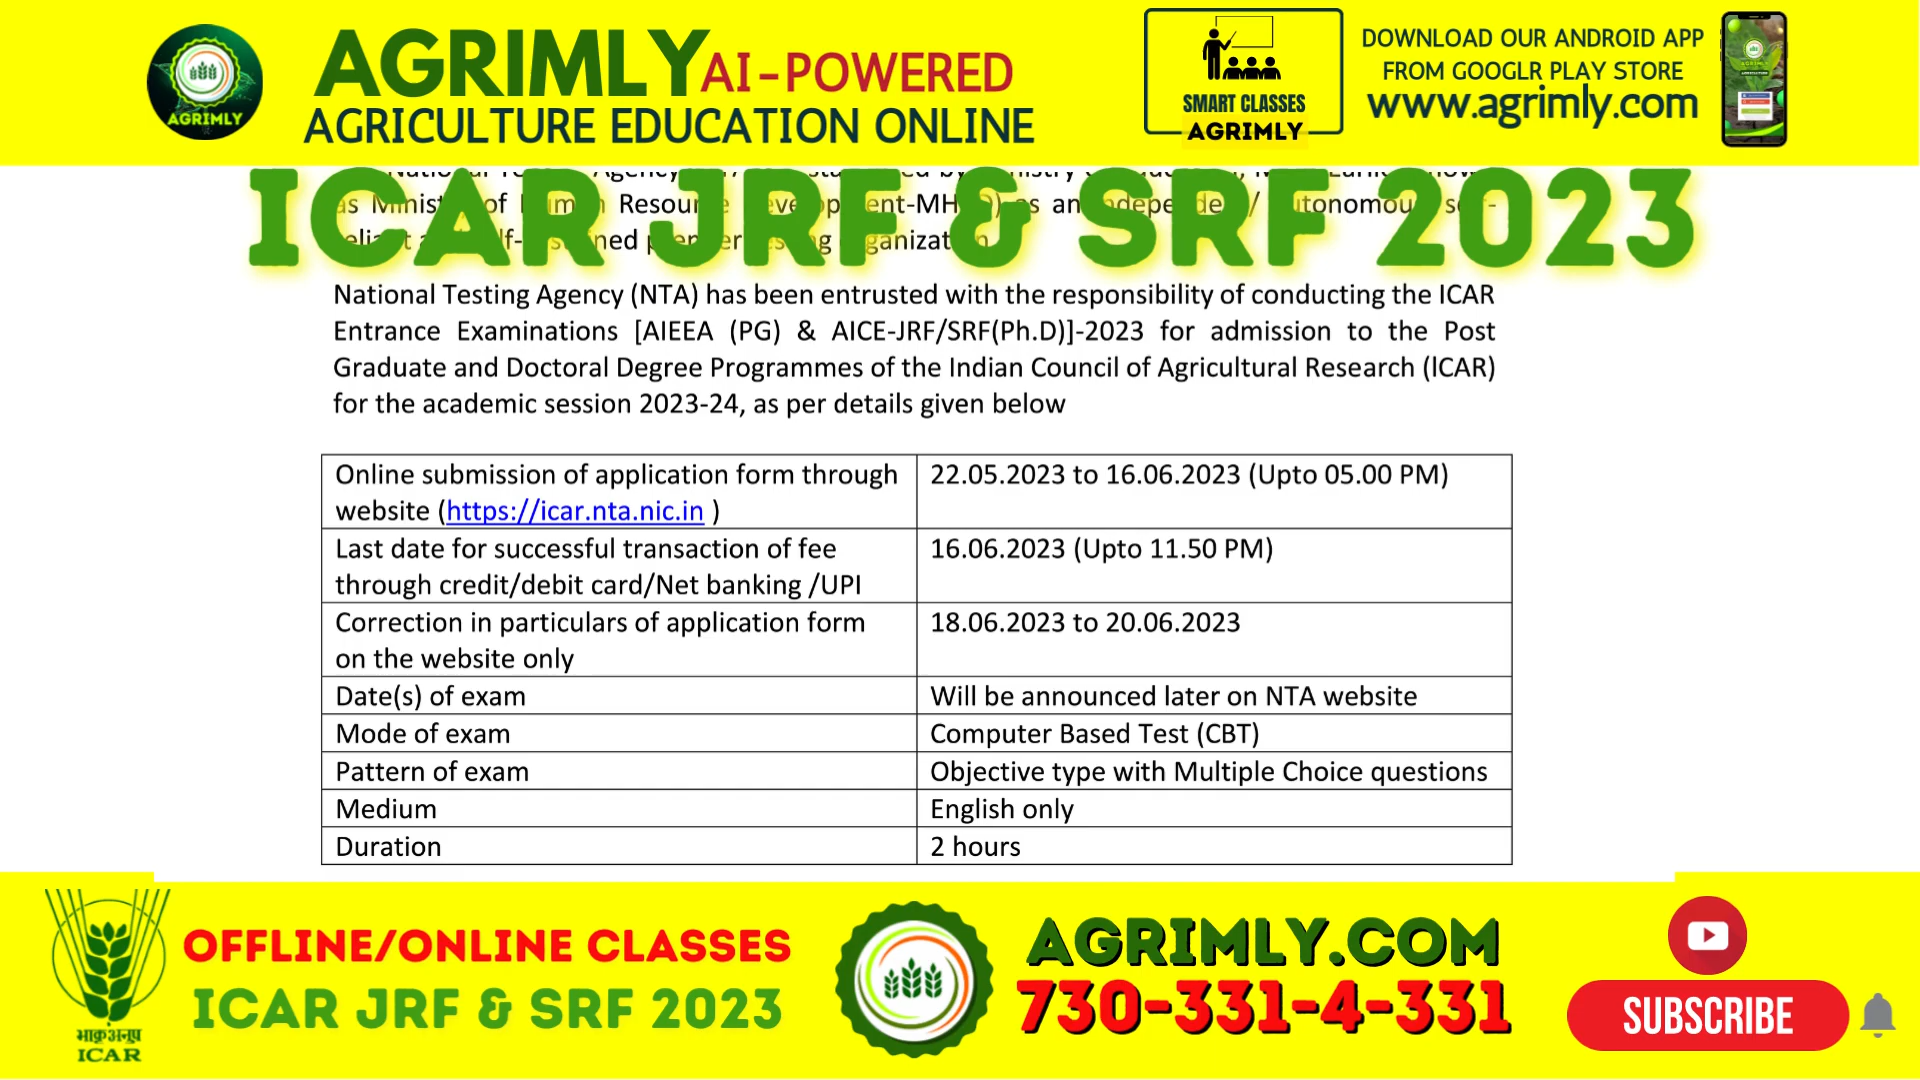 AGRIMLY
AGRIMLY AI-POWERED
AGRICULTURE EDUCATION ONLINE
SMART CLASSES
AGRIMLY
DOWNLOAD OUR ANDROID APP
FROM GOOGLR PLAY STORE
www.agrimly.com
ICAR JRF & SRF 2023
National Testing Agency (NTA) has been entrusted with the responsibility of conducting the ICAR
Entrance Examinations [AIEEA (PG) & AICE-JRF/SRF(Ph.D)]-2023 for admission to the Post
Graduate and Doctoral Degree Programmes of the Indian Council of Agricultural Research (lCAR)
for the academic session 2023-24, as per details given below
Online submission of application form through
website (https://icar.nta.nic.in )
22.05.2023 to 16.06.2023 (Upto 05.00 PM)
Last date for successful transaction of fee
through credit/debit card/Net banking /UPI
16.06.2023 (Upto 11.50 PM)
Correction in particulars of application form
on the website only
18.06.2023 to 20.06.2023
Date(s) of exam
Will be announced later on NTA website
Mode of exam
Computer Based Test (CBT)
Pattern of exam
Objective type with Multiple Choice questions
Medium
English only
Duration
2 hours
भाकृअनुप
ICAR
OFFLINE/ONLINE CLASSES
ICAR JRF & SRF 2023
AGRIMLY.COM
730-331-4-331
SUBSCRIBE